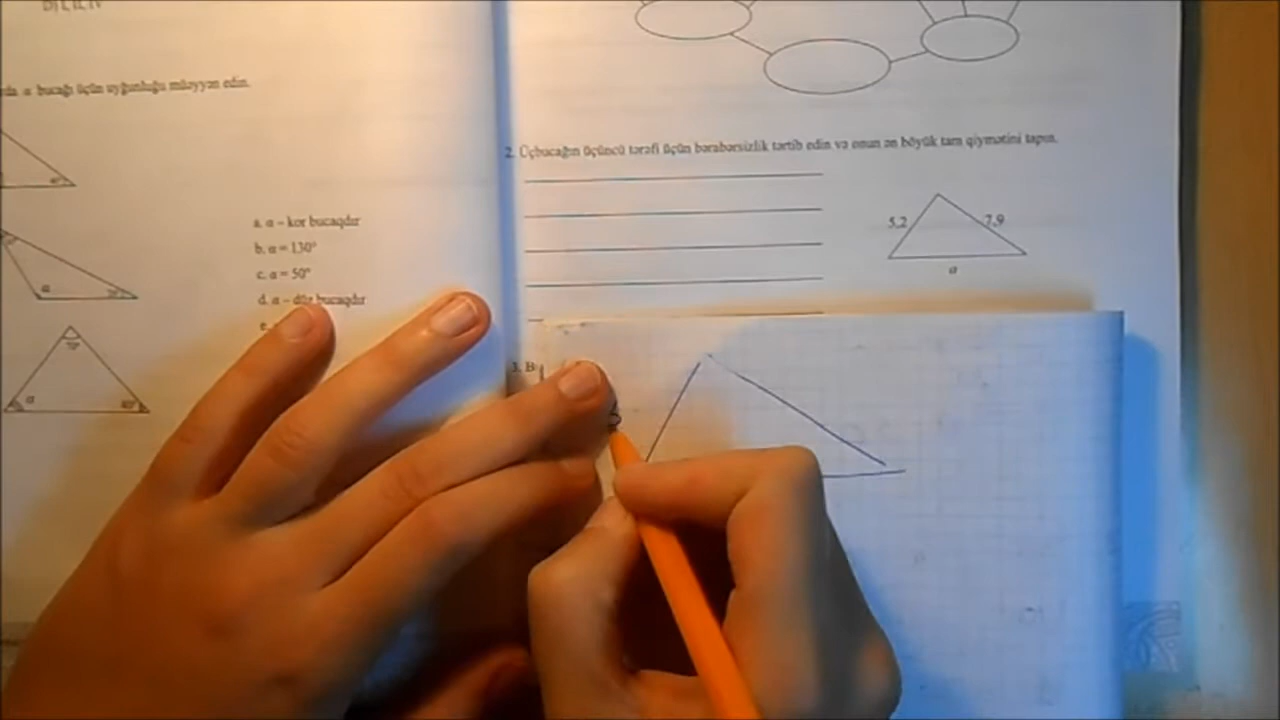 α bucağı üçün uyğunluğu müəyyən edin.
a. α – kor bucaqdır
b. α = 130°
c. α = 50°
d. α – düz bucaqdır
e.
α
α
2. Üçbucağın üçüncü tərəfi üçün bərabərsizlik tərtib edin və onun ən böyük tam qiymətini tapın.
5,2
7,9
a
3. B